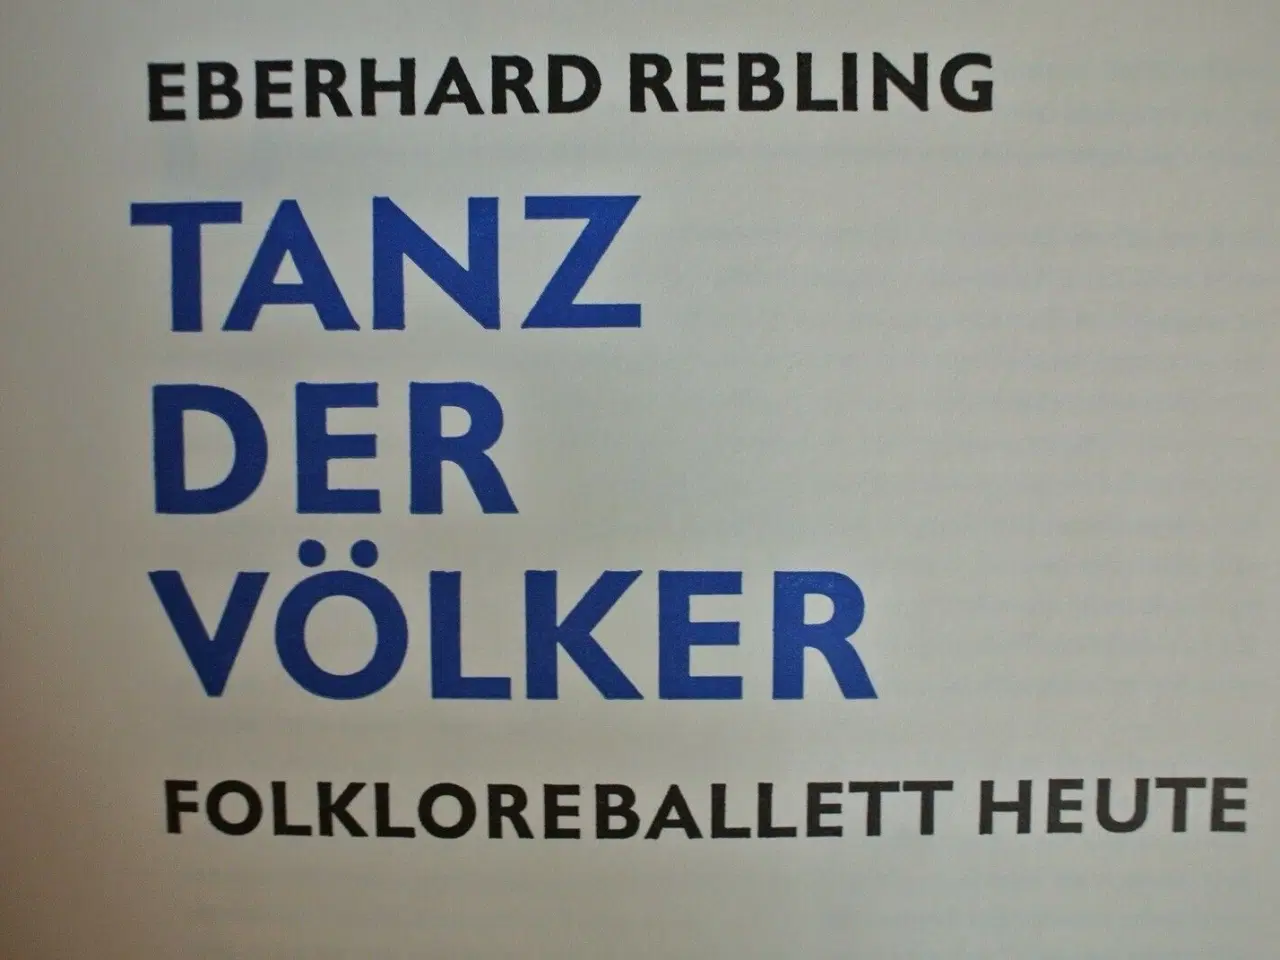 EBERHARD REBLING
TANZ
DER
VÖLKER
FOLKLOREBALLETT HEUTE